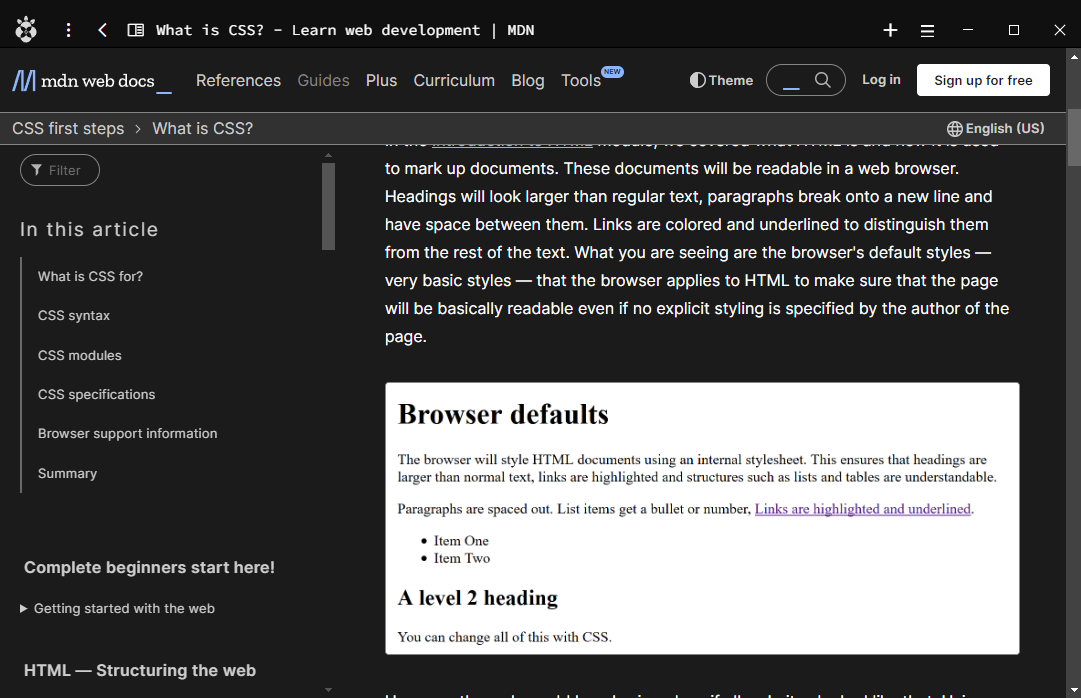 What is CSS? – Learn web development | MDN
mdn web docs
References Guides Plus Curriculum Blog Tools NEW
Theme
Log in
Sign up for free
CSS first steps > What is CSS?
English (US)
Filter
In this article
What is CSS for?
CSS syntax
CSS modules
CSS specifications
Browser support information
Summary
Complete beginners start here!
Getting started with the web
HTML — Structuring the web
to mark up documents. These documents will be readable in a web browser.
Headings will look larger than regular text, paragraphs break onto a new line and
have space between them. Links are colored and underlined to distinguish them
from the rest of the text. What you are seeing are the browser's default styles —
very basic styles — that the browser applies to HTML to make sure that the page
will be basically readable even if no explicit styling is specified by the author of the
page.
Browser defaults
The browser will style HTML documents using an internal stylesheet. This ensures that headings are
larger than normal text, links are highlighted and structures such as lists and tables are understandable.
Paragraphs are spaced out. List items get a bullet or number, Links are highlighted and underlined.
• Item One
• Item Two
A level 2 heading
You can change all of this with CSS.